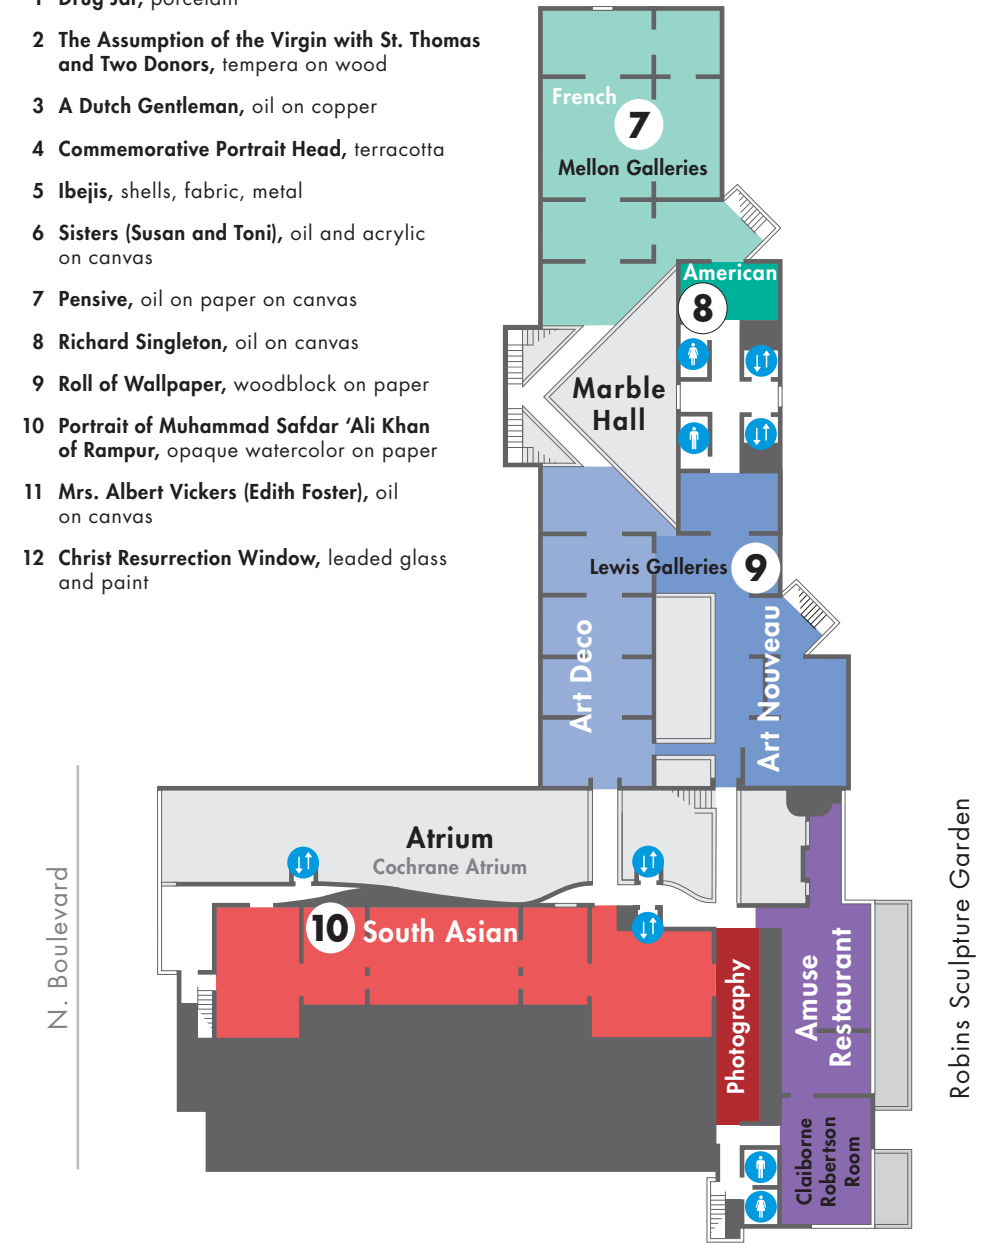 1 Drug Jar, porcelain
2 The Assumption of the Virgin with St. Thomas
and Two Donors, tempera on wood
3 A Dutch Gentleman, oil on copper
4 Commemorative Portrait Head, terracotta
5 Ibejis, shells, fabric, metal
6 Sisters (Susan and Toni), oil and acrylic
on canvas
7 Pensive, oil on paper on canvas
8 Richard Singleton, oil on canvas
9 Roll of Wallpaper, woodblock on paper
10 Portrait of Muhammad Safdar ‘Ali Khan
of Rampur, opaque watercolor on paper
11 Mrs. Albert Vickers (Edith Foster), oil
on canvas
12 Christ Resurrection Window, leaded glass
and paint
French
7
Mellon Galleries
American
8
Marble
Hall
Lewis Galleries
9
Art Deco
Art Nouveau
Atrium
Cochrane Atrium
10
South Asian
Photography
Amuse
Restaurant
Claiborne
Robertson
Room
N. Boulevard
Robins Sculpture Garden